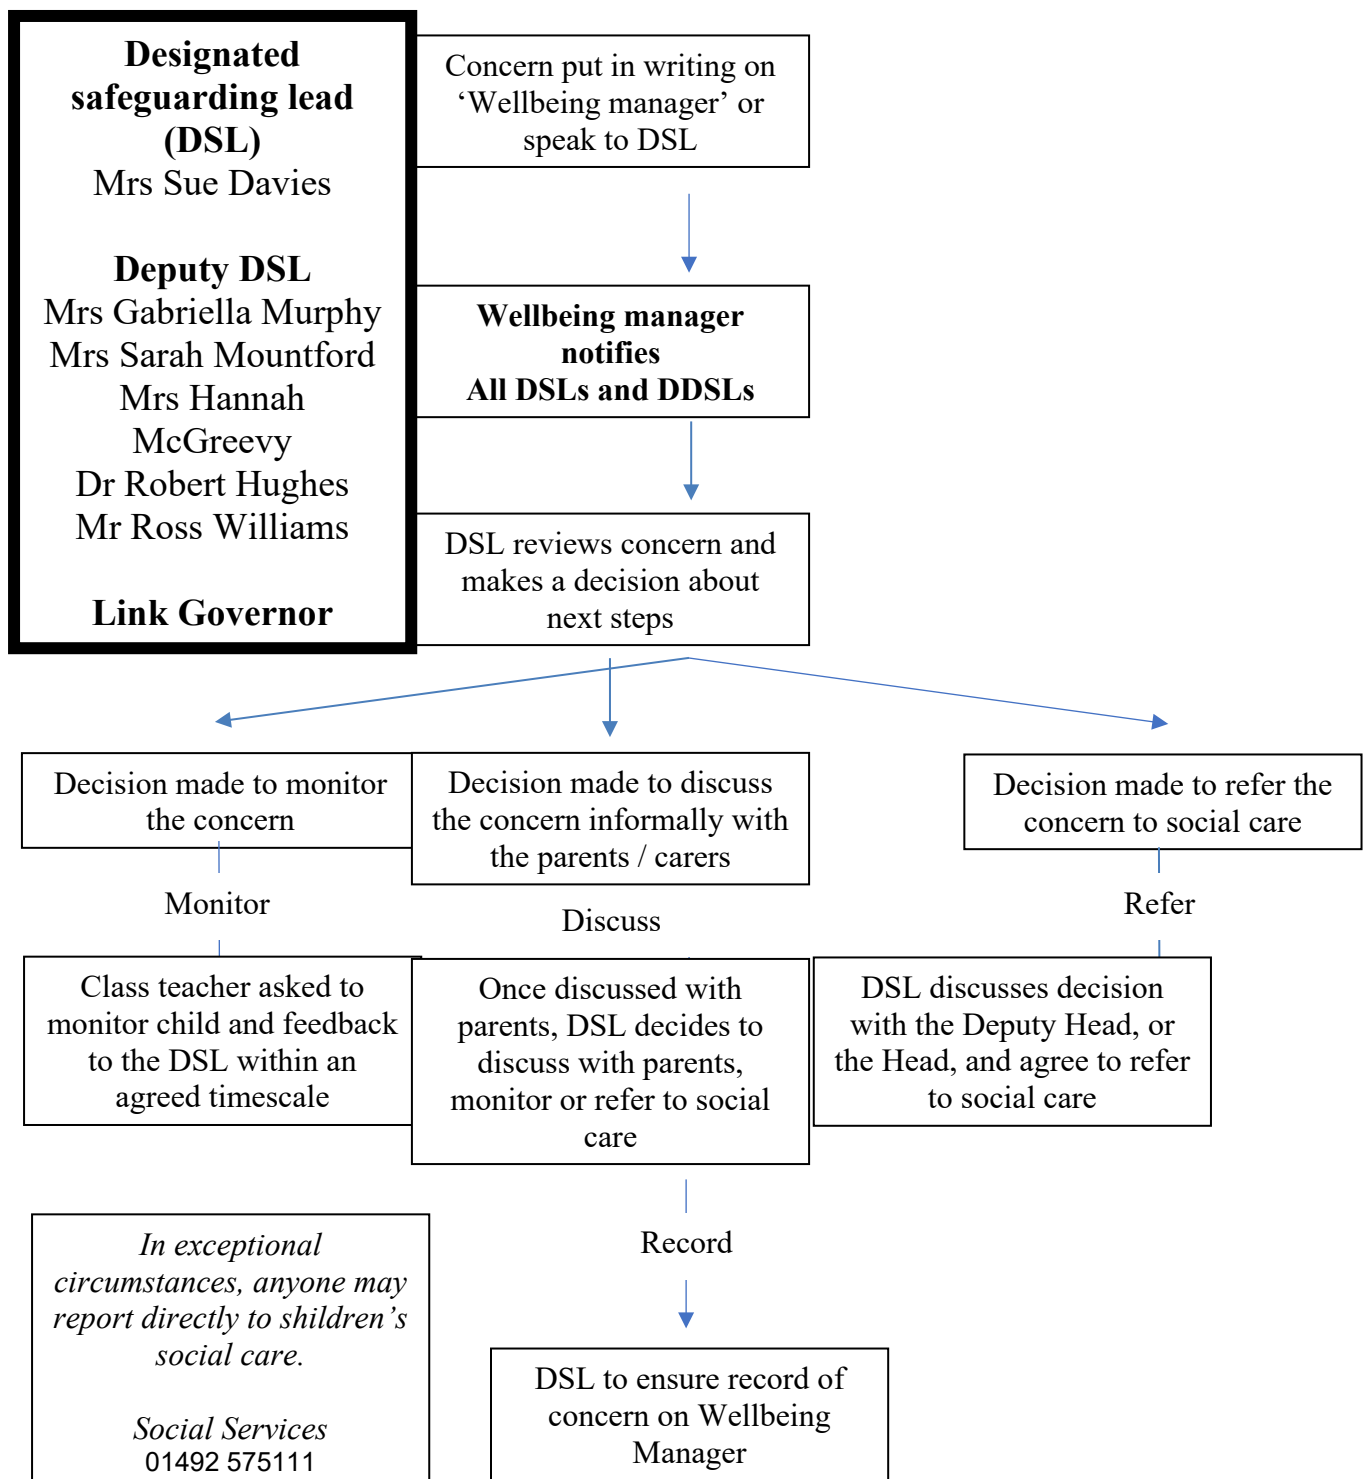 Designated
safeguarding lead
(DSL)
Mrs Sue Davies
Deputy DSL
Mrs Gabriella Murphy
Mrs Sarah Mountford
Mrs Hannah
McGreevy
Dr Robert Hughes
Mr Ross Williams
Link Governor
Concern put in writing on
‘Wellbeing manager’ or
speak to DSL
Wellbeing manager
notifies
All DSLs and DDSLs
DSL reviews concern and
makes a decision about
next steps
Decision made to monitor
the concern
Decision made to discuss
the concern informally with
the parents / carers
Decision made to refer the
concern to social care
Monitor
Discuss
Refer
Class teacher asked to
monitor child and feedback
to the DSL within an
agreed timescale
Once discussed with
parents, DSL decides to
discuss with parents,
monitor or refer to social
care
DSL discusses decision
with the Deputy Head, or
the Head, and agree to refer
to social care
Record
In exceptional
circumstances, anyone may
report directly to shildren’s
social care.
Social Services
01492 575111
DSL to ensure record of
concern on Wellbeing
Manager